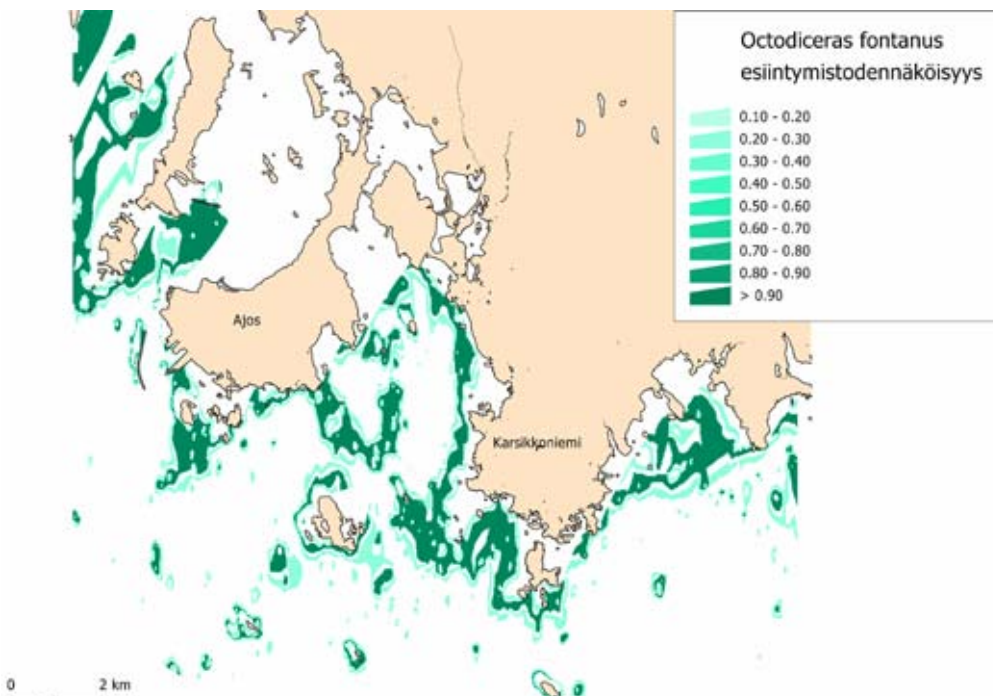 Octodiceras fontanus
esiintymistodennäköisyys
0.10 - 0.20
0.20 - 0.30
0.30 - 0.40
0.40 - 0.50
0.50 - 0.60
0.60 - 0.70
0.70 - 0.80
0.80 - 0.90
> 0.90
Ajos
Karsikkoniemi
0 2 km